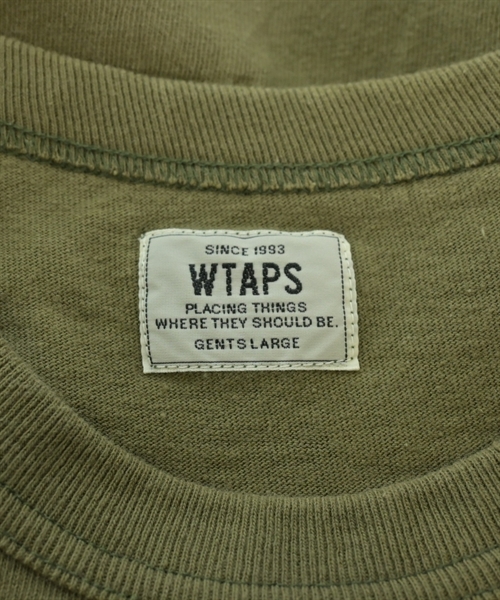 SINCE 1993
WTAPS
PLACING THINGS
WHERE THEY SHOULD BE.
GENTS LARGE